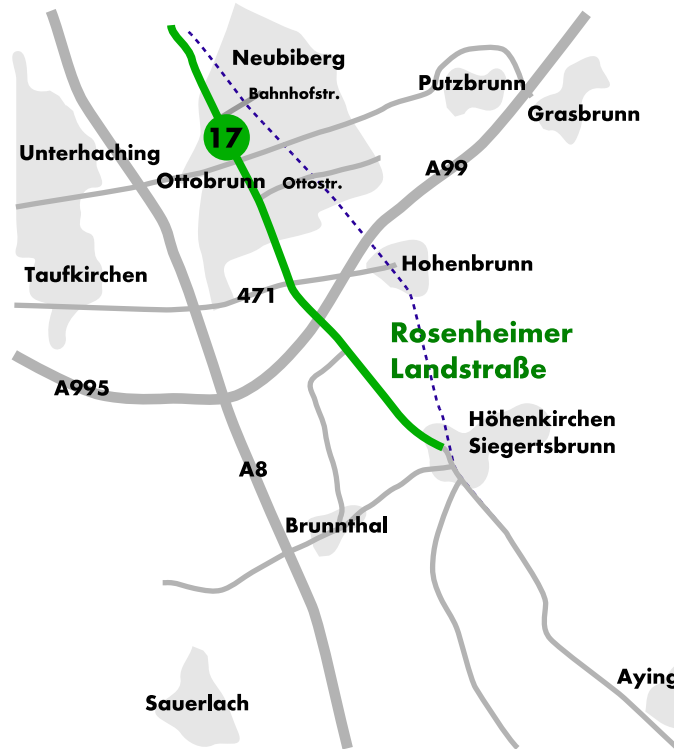 Neubiberg
Putzbrunn
Bahnhofstr.
Grasbrunn
17
Unterhaching
A99
Ottobrunn
Ottostr.
Hohenbrunn
Taufkirchen
471
Rosenheimer
Landstraße
A995
Höhenkirchen
Siegertsbrunn
A8
Brunnthal
Aying
Sauerlach